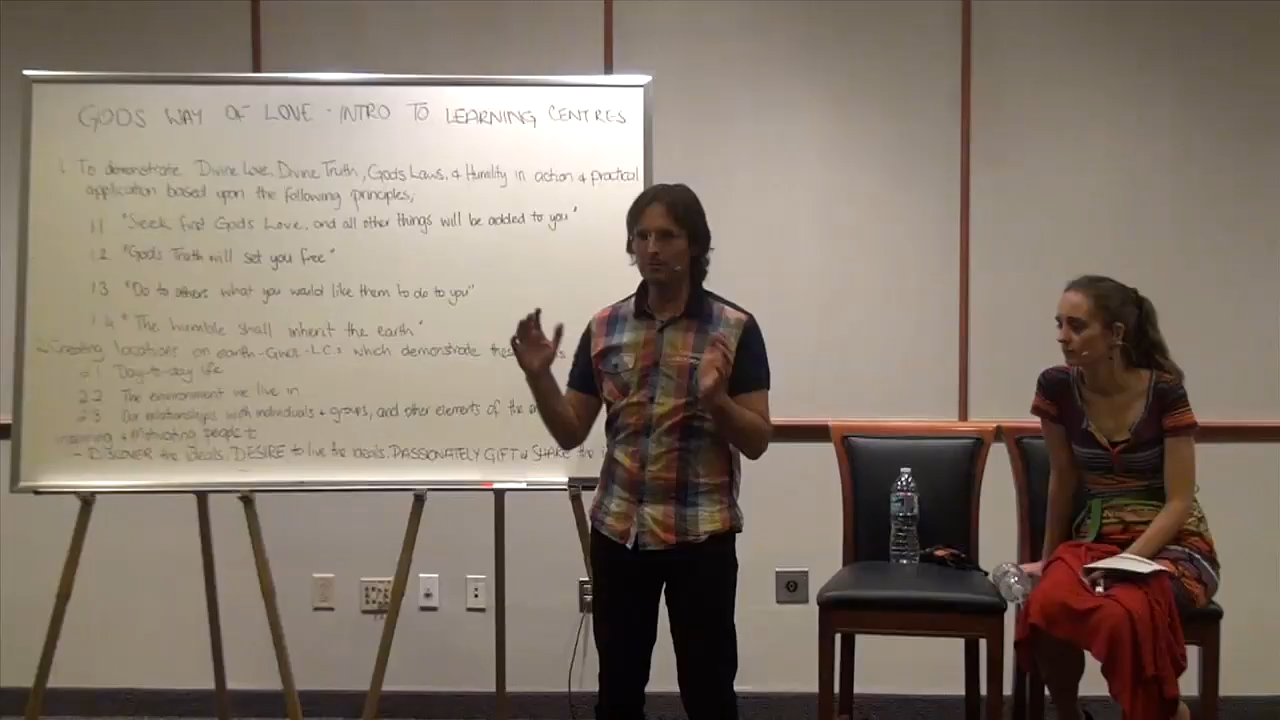 GODS WAY OF LOVE - INTRO TO LEARNING CENTRES
1. To demonstrate Divine Love, Divine Truth, Gods Laws, & Humility in action & practical
application based upon the following principles;
1.1 "Seek first God's Love, and all other things will be added to you"
1.2 "Gods Truth will set you free"
1.3 "Do to others what you would like them to do to you"
1.4 "The humble shall inherit the earth"
2. Creating locations on earth - GWOL - L.C.s which demonstrate
2.1 Day-to-day life
2.2 The environment we live in
2.3 Our relationships with individuals + groups, and other elements of the
Inspiring + Motivating people to
- DISCOVER the ideals, DESIRE to live the ideals, PASSIONATELY GIFT & SHARE the